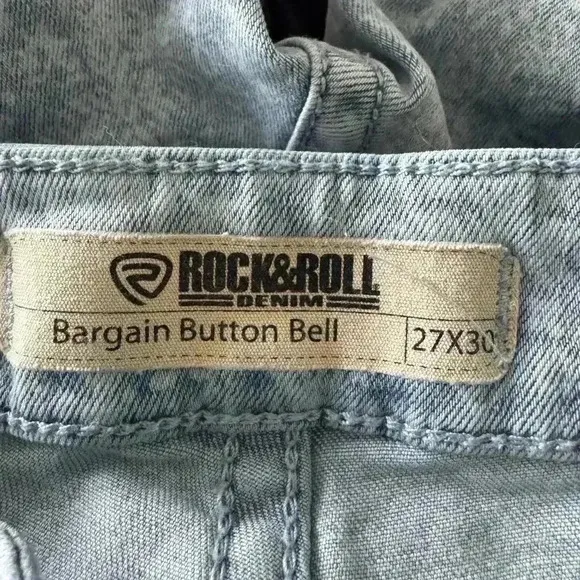 ROCK&ROLL
DENIM
Bargain Button Bell
27X30